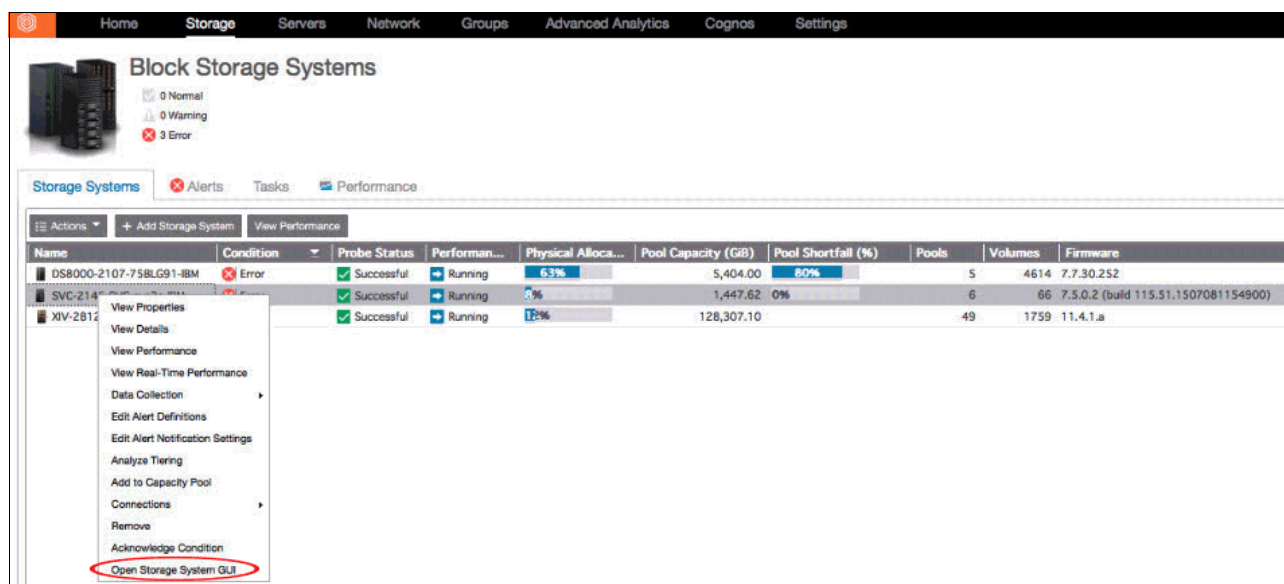 Home Storage Servers Network Groups Advanced Analytics Cognos Settings
Block Storage Systems
0 Normal
0 Warning
3 Error
Storage Systems Alerts Tasks Performance
Actions + Add Storage System View Performance
Name Condition Probe Status Performan... Physical Alloca... Pool Capacity (GiB) Pool Shortfall (%) Pools Volumes Firmware
DS8000-2107-75BLG91-IBM Error Successful Running 63% 5,404.00 80% 5 4614 7.7.30.252
Successful Running 8% 1,447.62 0% 6 66 7.5.0.2 (build 115.51.1507081154900)
XIV-2812 Successful Running 12% 128,307.10 49 1759 11.4.1.a
View Properties
View Details
View Performance
View Real-Time Performance
Data Collection
Edit Alert Definitions
Edit Alert Notification Settings
Analyze Tiering
Add to Capacity Pool
Connections
Remove
Acknowledge Condition
Open Storage System GUI